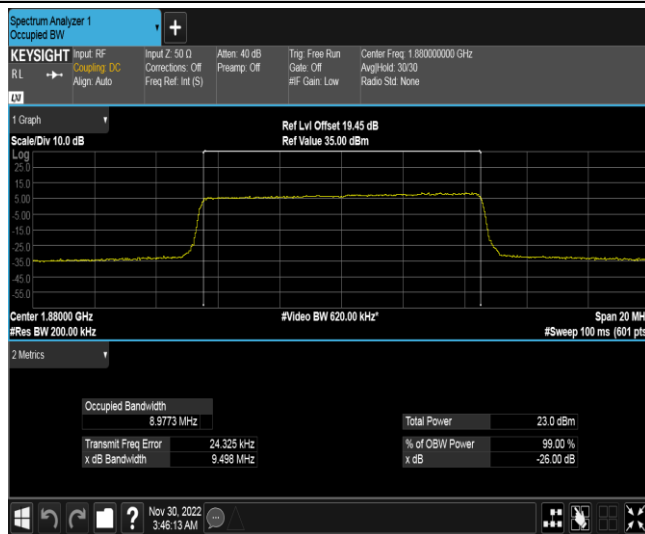 Spectrum Analyzer 1
Occupied BW
KEYSIGHT
RL
LXI
Input: RF
Coupling: DC
Align: Auto
Input Z: 50 Ω
Corrections: Off
Freq Ref: Int (S)
Atten: 40 dB
Preamp: Off
Trig: Free Run
Gate: Off
#IF Gain: Low
Center Freq: 1.880000000 GHz
Avg|Hold: 30/30
Radio Std: None
1 Graph
Scale/Div 10.0 dB
Ref Lvl Offset 19.45 dB
Ref Value 35.00 dBm
Log
25.0
15.0
5.00
-5.00
-15.0
-25.0
-35.0
-45.0
-55.0
Center 1.88000 GHz
#Res BW 200.00 kHz
#Video BW 620.00 kHz*
Span 20 MH
#Sweep 100 ms (601 pts
2 Metrics
Occupied Bandwidth
8.9773 MHz
Total Power 23.0 dBm
Transmit Freq Error 24.325 kHz
% of OBW Power 99.00 %
x dB Bandwidth 9.498 MHz
x dB -26.00 dB
?
Nov 30, 2022
3:46:13 AM